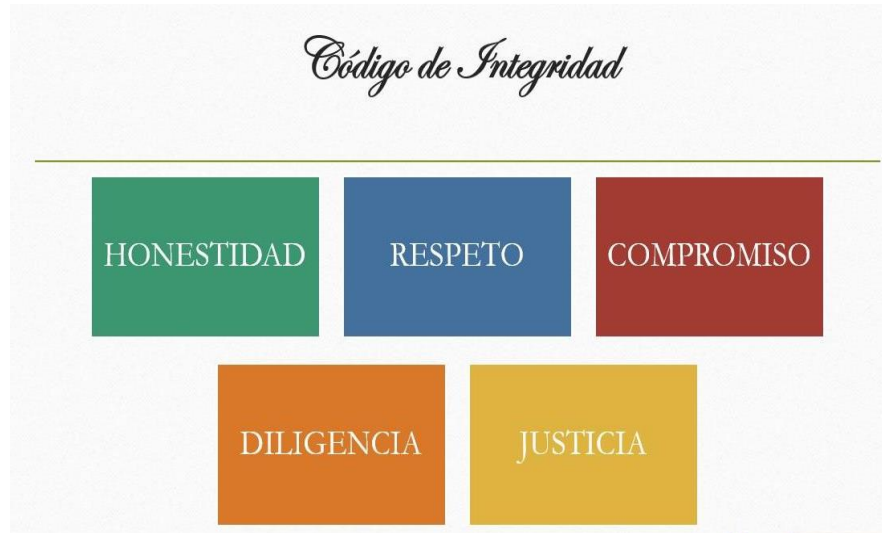 Código de Integridad
HONESTIDAD
RESPETO
COMPROMISO
DILIGENCIA
JUSTICIA